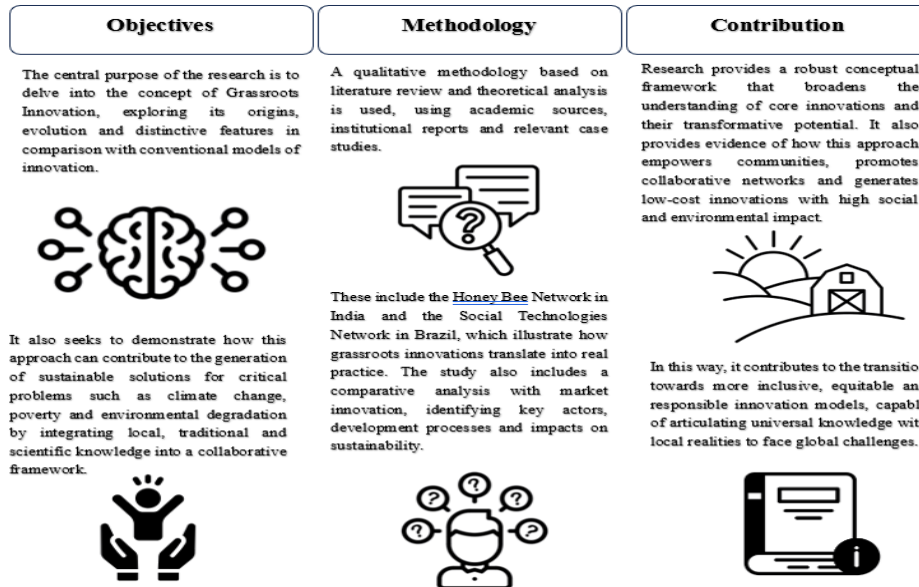 Objectives
The central purpose of the research is to
delve into the concept of Grassroots
Innovation, exploring its origins,
evolution and distinctive features in
comparison with conventional models of
innovation.
It also seeks to demonstrate how this
approach can contribute to the generation
of sustainable solutions for critical
problems such as climate change,
poverty and environmental degradation
by integrating local, traditional and
scientific knowledge into a collaborative
framework.
Methodology
A qualitative methodology based on
literature review and theoretical analysis
is used, using academic sources,
institutional reports and relevant case
studies.
These include the Honey Bee Network in
India and the Social Technologies
Network in Brazil, which illustrate how
grassroots innovations translate into real
practice. The study also includes a
comparative analysis with market
innovation, identifying key actors,
development processes and impacts on
sustainability.
Contribution
Research provides a robust conceptual
framework that broadens the
understanding of core innovations and
their transformative potential. It also
provides evidence of how this approach
empowers communities, promotes
collaborative networks and generates
low-cost innovations with high social
and environmental impact.
In this way, it contributes to the transitio
towards more inclusive, equitable an
responsible innovation models, capabl
of articulating universal knowledge wit
local realities to face global challenges.